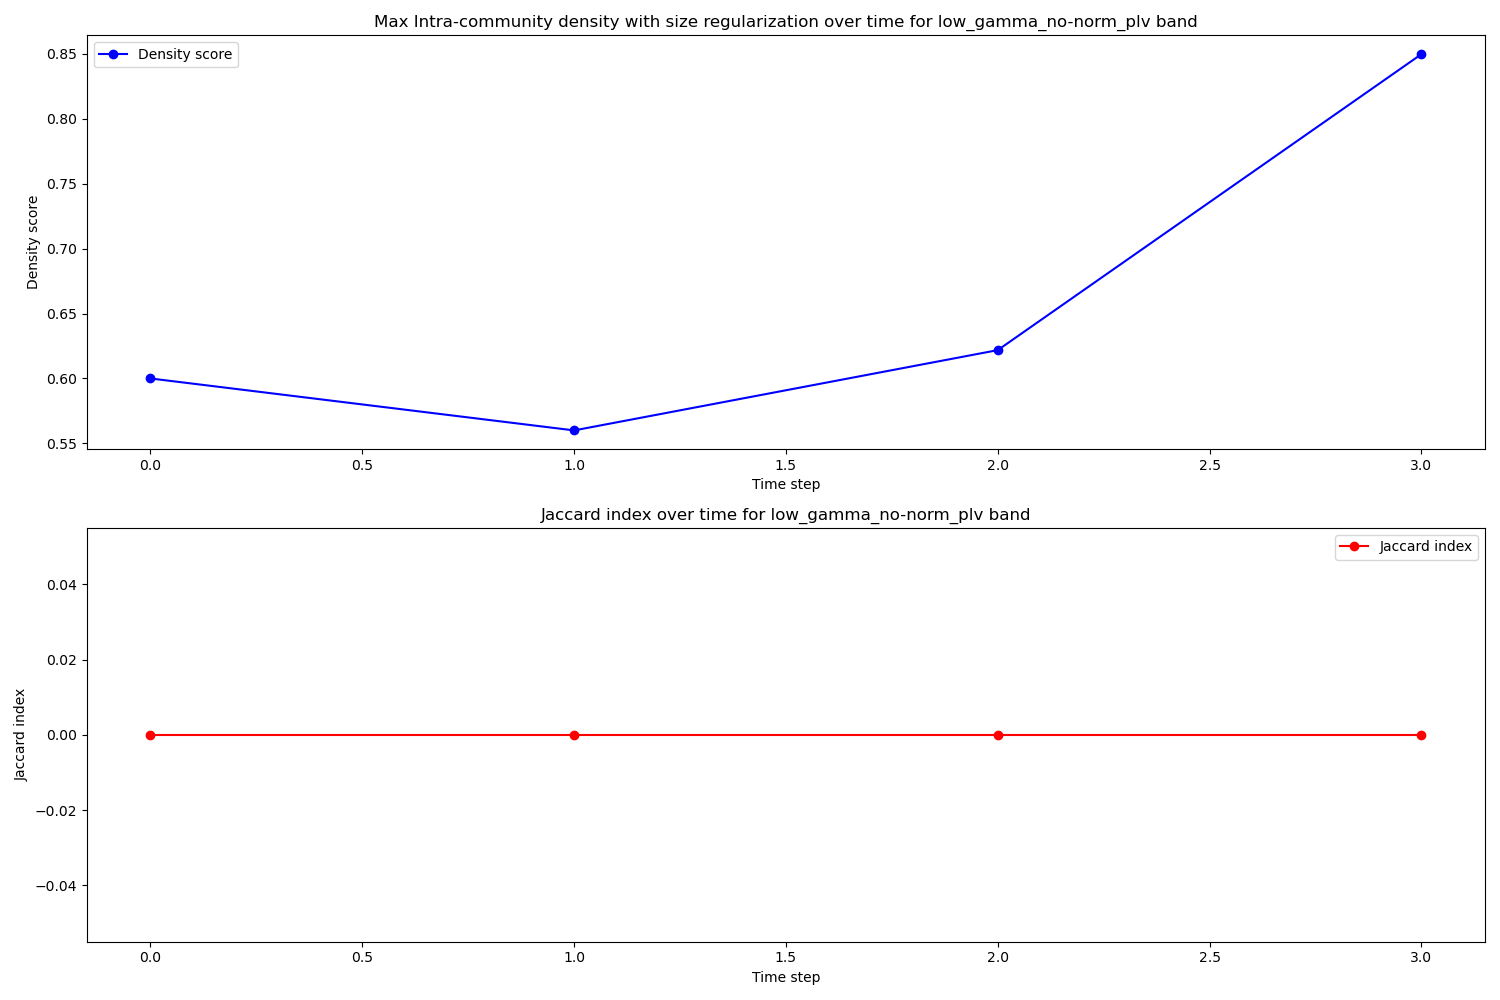 Max Intra-community density with size regularization over time for low_gamma_no-norm_plv band
Density score
0.85
0.80
0.75
0.70
0.65
0.60
0.55
Density score
0.0 0.5 1.0 1.5 2.0 2.5 3.0
Time step
Jaccard index over time for low_gamma_no-norm_plv band
Jaccard index
0.04
0.02
0.00
−0.02
−0.04
Jaccard index
0.0 0.5 1.0 1.5 2.0 2.5 3.0
Time step